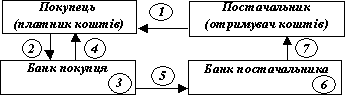 Покупець
(платник коштів)
1
Постачальник
(отримувач коштів)
2
4
7
Банк покупця
3
5
Банк постачальника
6